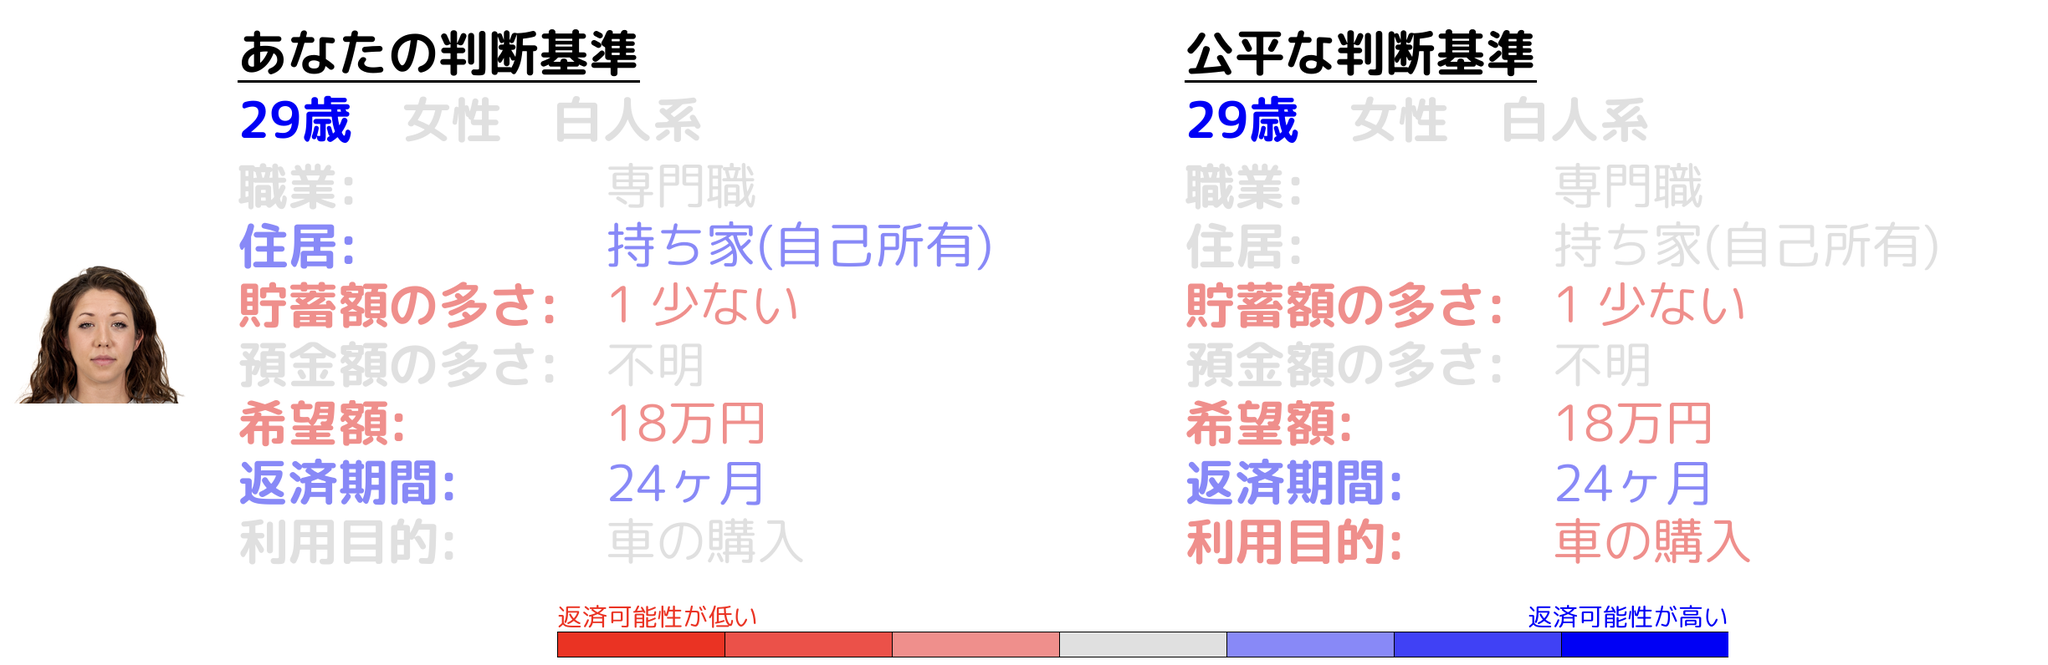 あなたの判断基準
29歳 女性 白人系
職業: 専門職
住居: 持ち家(自己所有)
貯蓄額の多さ: 1 少ない
預金額の多さ: 不明
希望額: 18万円
返済期間: 24ヶ月
利用目的: 車の購入
公平な判断基準
29歳 女性 白人系
職業: 専門職
住居: 持ち家(自己所有)
貯蓄額の多さ: 1 少ない
預金額の多さ: 不明
希望額: 18万円
返済期間: 24ヶ月
利用目的: 車の購入
返済可能性が低い
返済可能性が高い